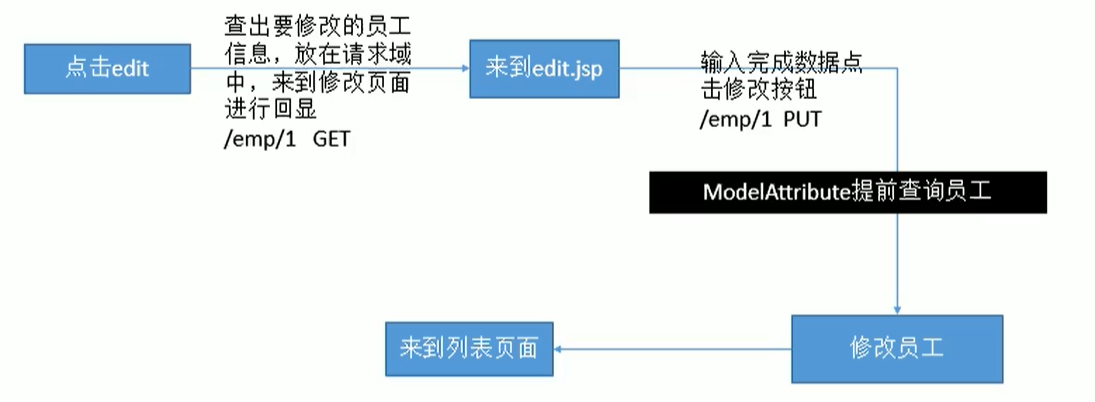 点击edit
查出要修改的员工
信息，放在请求域
中，来到修改页面
进行回显
/emp/1 GET
来到edit.jsp
输入完成数据点
击修改按钮
/emp/1 PUT
ModelAttribute提前查询员工
修改员工
来到列表页面